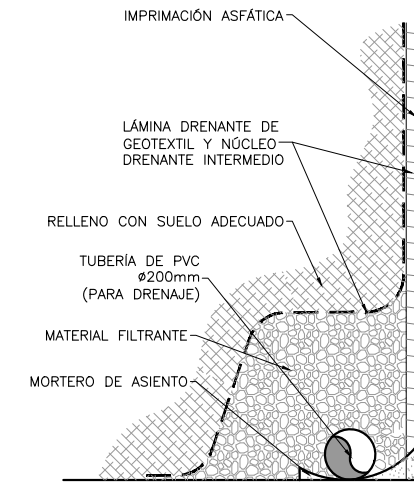 IMPRIMACIÓN ASFÁTICA
LÁMINA DRENANTE DE
GEOTEXTIL Y NÚCLEO
DRENANTE INTERMEDIO
RELLENO CON SUELO ADECUADO
TUBERÍA DE PVC
ø200mm
(PARA DRENAJE)
MATERIAL FILTRANTE
MORTERO DE ASIENTO